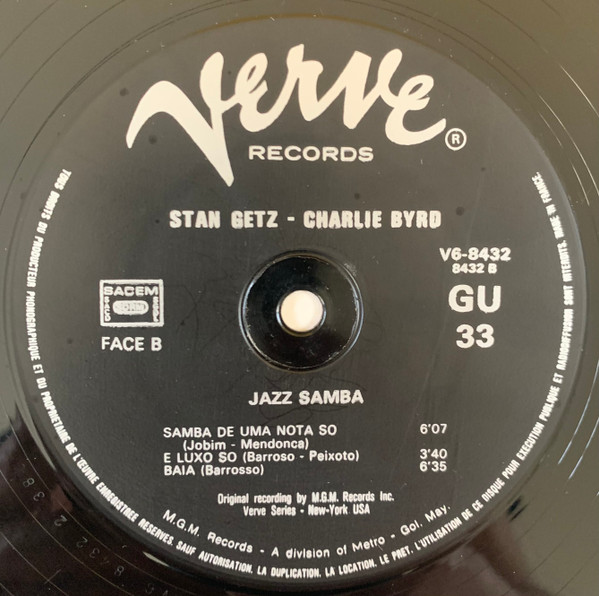 Verve ®
RECORDS
STAN GETZ - CHARLIE BYRD
V6-8432
8432 B
GU
33
SACEM
SACD
SDRM
SGDL
FACE B
JAZZ SAMBA
SAMBA DE UMA NOTA SO 6'07
(Jobim - Mendonca)
E LUXO SO (Barroso - Peixoto) 3'40
BAIA (Barrosso) 6'35
Original recording by M.G.M. Records Inc.
Verve Series - New-York USA
M.G.M. Records - A division of Metro - Gol. May.
TOUS DROITS DU PRODUCTEUR PHONOGRAPHIQUE ET DU PROPRIETAIRE DE L'ŒUVRE ENREGISTREE RESERVES. SAUF AUTORISATION, LA DUPLICATION, LA LOCATION, LE PRET, L'UTILISATION DE CE DISQUE POUR EXECUTION PUBLIQUE ET RADIODIFFUSION SONT INTERDITS. MADE IN FRANCE.